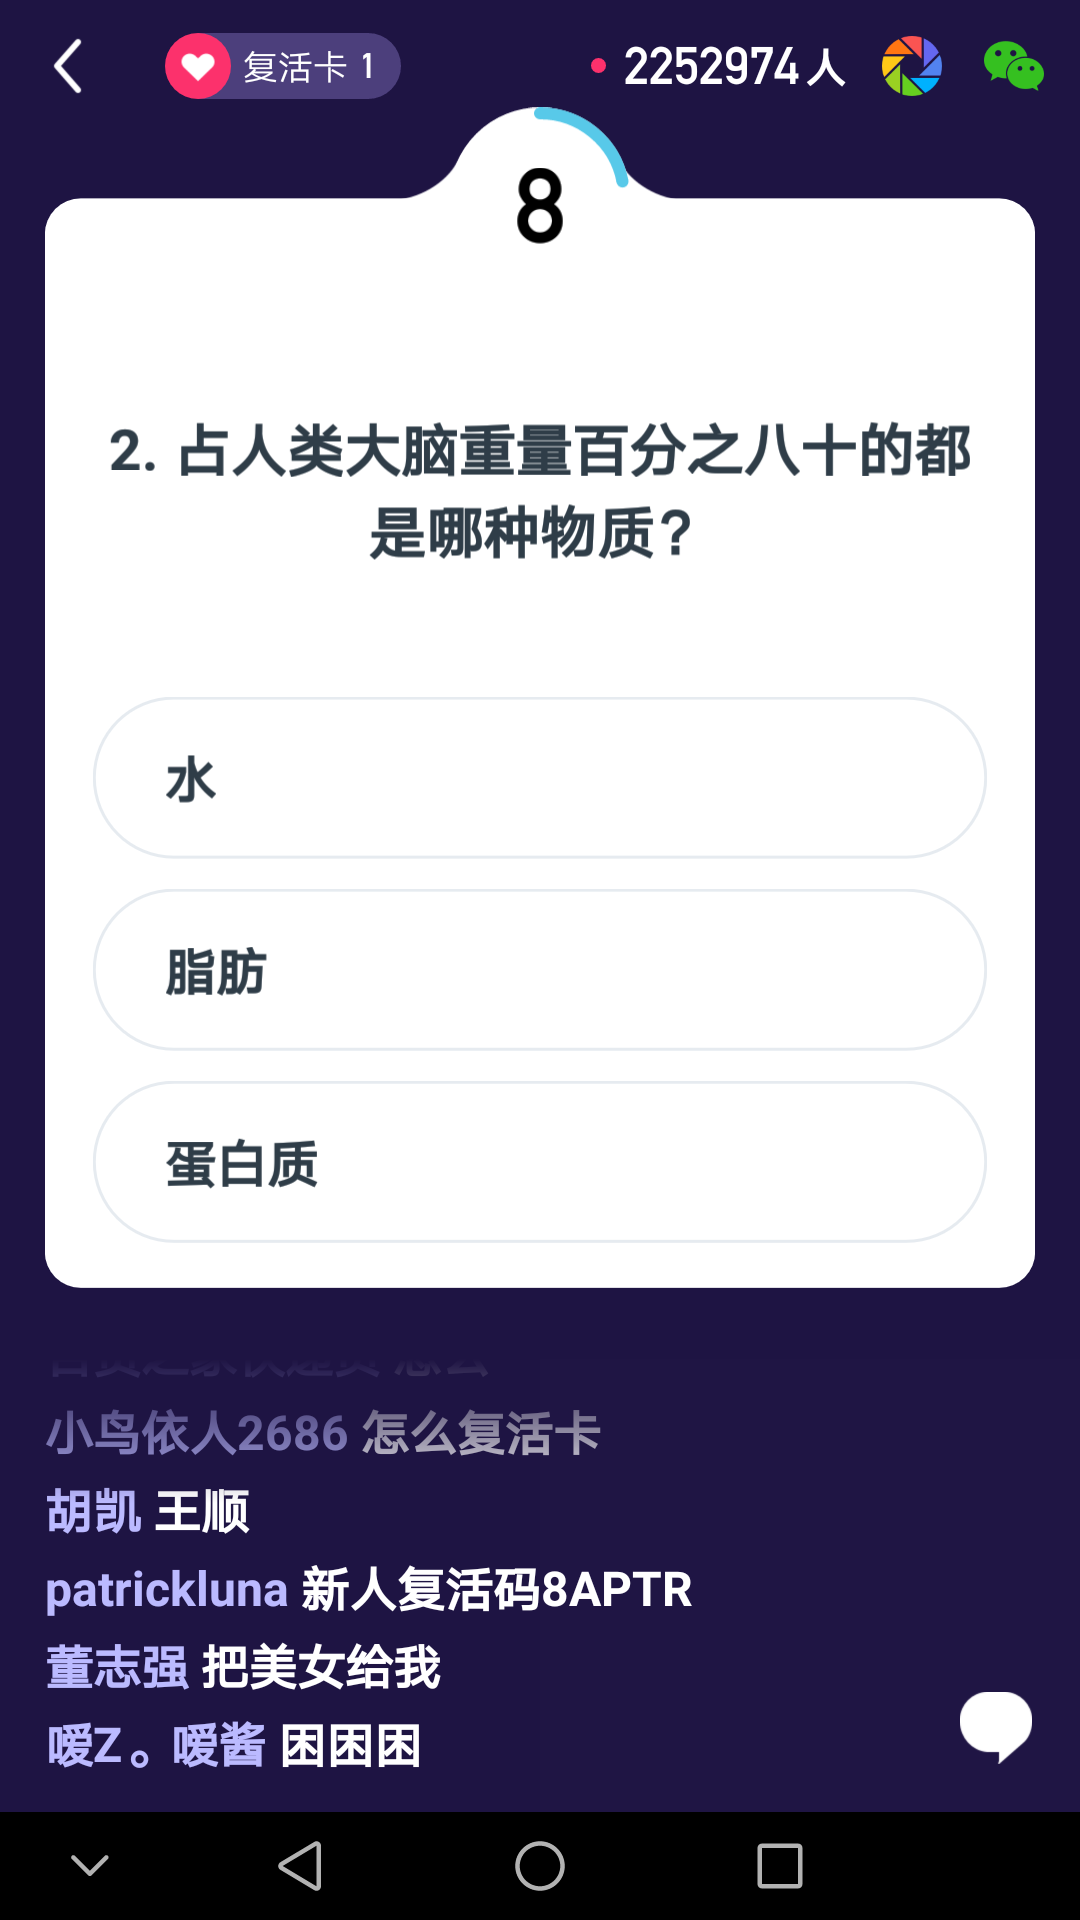 复活卡 1
2252974人
8
2. 占人类大脑重量百分之八十的都
是哪种物质?
水
脂肪
蛋白质
小鸟依人2686 怎么复活卡
胡凯 王顺
patrickluna 新人复活码8APTR
董志强 把美女给我
嗳Z。嗳酱 困困困